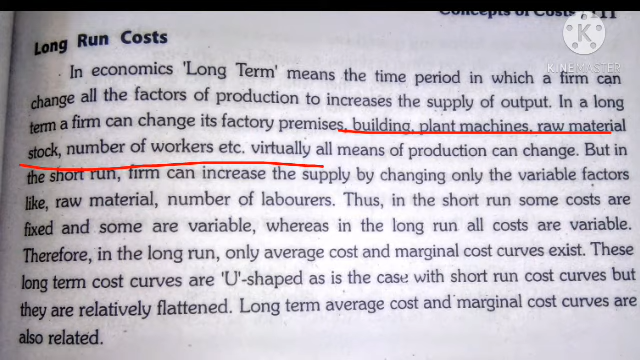 Concepts of Costs 11
KINEMASTER
Long Run Costs
In economics 'Long Term' means the time period in which a firm can
change all the factors of production to increases the supply of output. In a long
term a firm can change its factory premises, building, plant machines, raw material
stock, number of workers etc. virtually all means of production can change. But in
the short run, firm can increase the supply by changing only the variable factors
like, raw material, number of labourers. Thus, in the short run some costs are
fixed and some are variable, whereas in the long run all costs are variable.
Therefore, in the long run, only average cost and marginal cost curves exist. These
long term cost curves are 'U'-shaped as is the case with short run cost curves but
they are relatively flattened. Long term average cost and marginal cost curves are
also related.